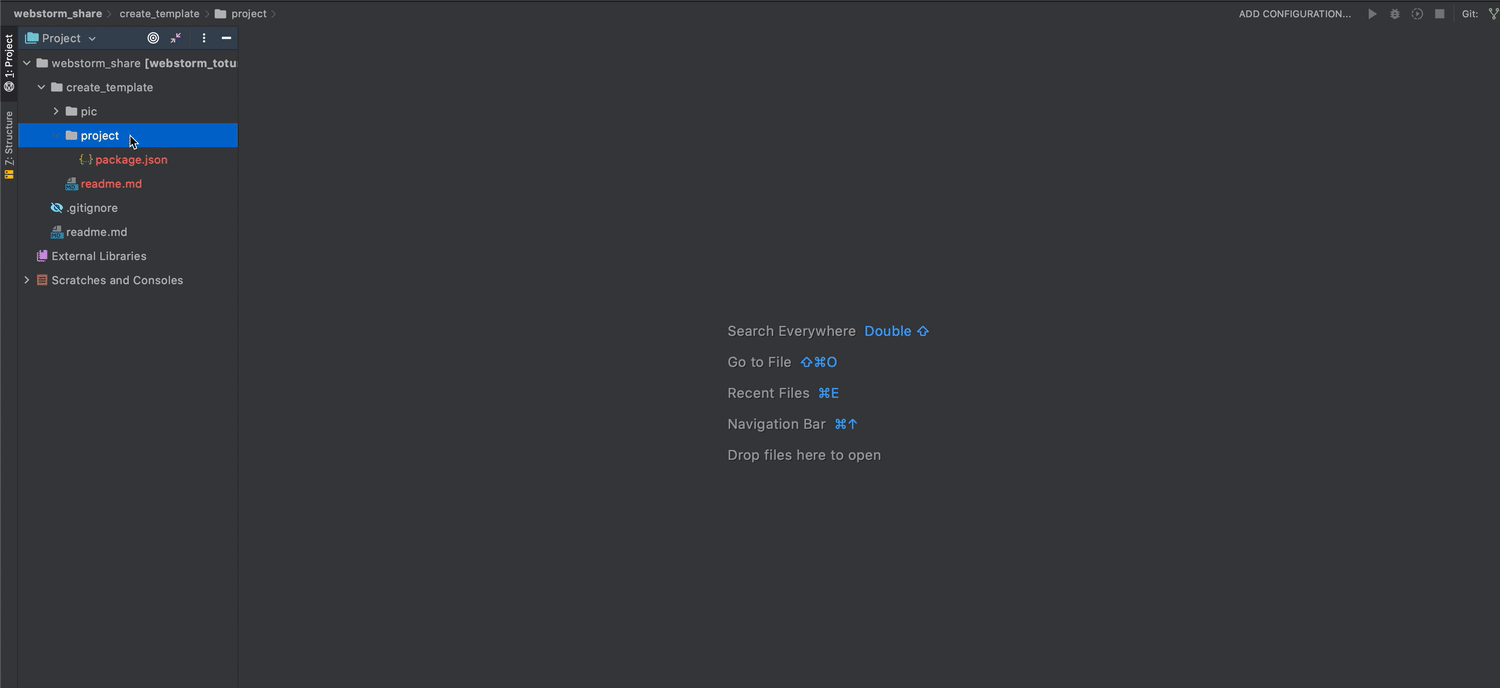 webstorm_share create_template project ADD CONFIGURATION... Git:
1: Project
Z: Structure
Project
webstorm_share [webstorm_totu
create_template
pic
project
{..} package.json
MD readme.md
.gitignore
MD readme.md
External Libraries
Scratches and Consoles
Search Everywhere Double ⇧
Go to File ⇧⌘O
Recent Files ⌘E
Navigation Bar ⌘↑
Drop files here to open